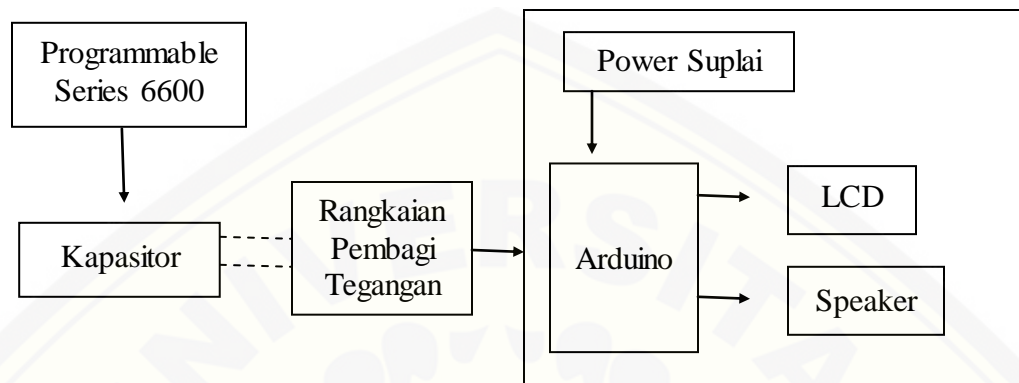 Programmable
Series 6600
Power Suplai
Kapasitor
Rangkaian
Pembagi
Tegangan
Arduino
LCD
Speaker